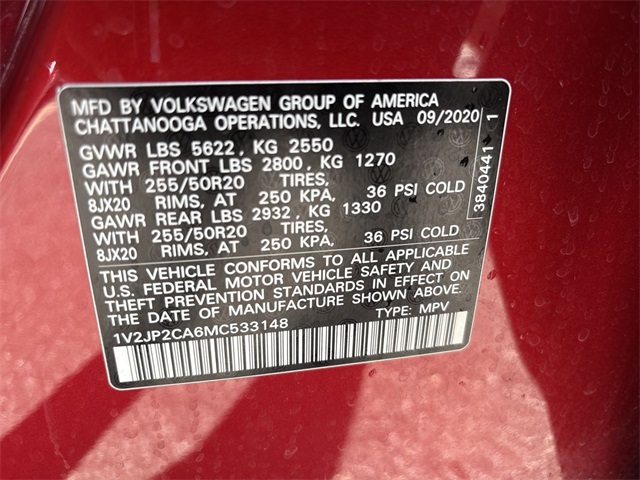 MFD BY VOLKSWAGEN GROUP OF AMERICA
CHATTANOOGA OPERATIONS, LLC. USA 09/2020
GVWR LBS 5622, KG 2550
GAWR FRONT LBS 2800, KG 1270
WITH 255/50R20 TIRES,
8JX20 RIMS, AT 250 KPA, 36 PSI COLD
GAWR REAR LBS 2932, KG 1330
WITH 255/50R20 TIRES,
8JX20 RIMS, AT 250 KPA, 36 PSI COLD
THIS VEHICLE CONFORMS TO ALL APPLICABLE
U.S. FEDERAL MOTOR VEHICLE SAFETY AND
THEFT PREVENTION STANDARDS IN EFFECT ON
THE DATE OF MANUFACTURE SHOWN ABOVE.
1V2JP2CA6MC533148 TYPE: MPV
3840441 1